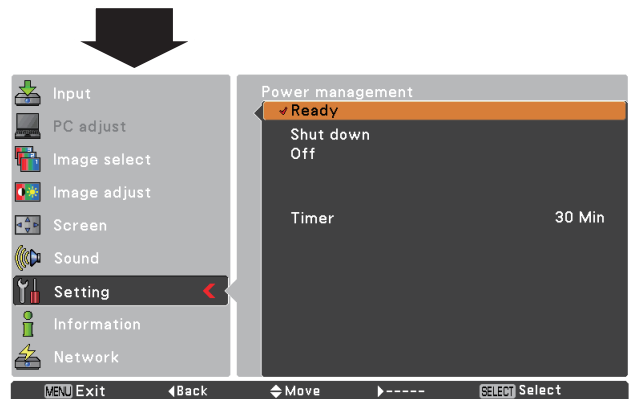 Input
PC adjust
Image select
Image adjust
Screen
Sound
Setting
Information
Network
Power management
✔Ready
Shut down
Off
Timer 30 Min
MENU Exit ◀Back ◆Move ▶----- SELECT Select